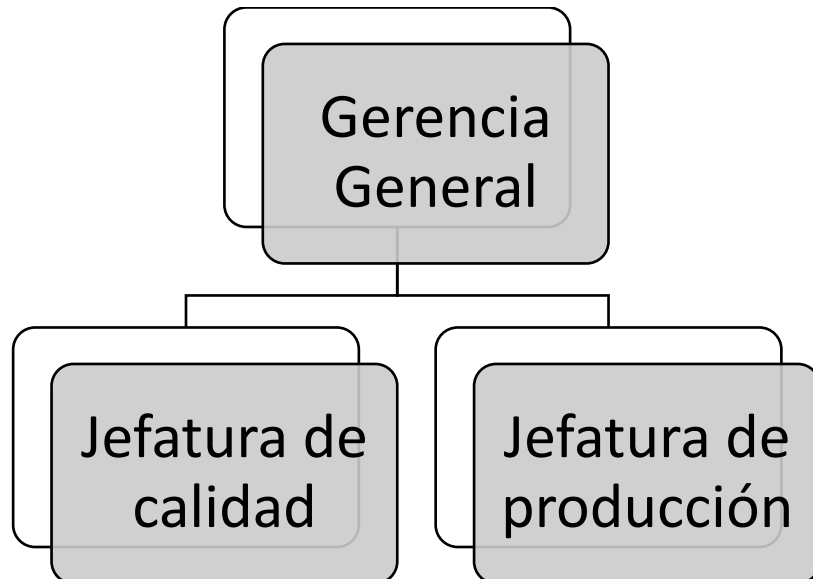 Gerencia
General
Jefatura de
calidad
Jefatura de
producción